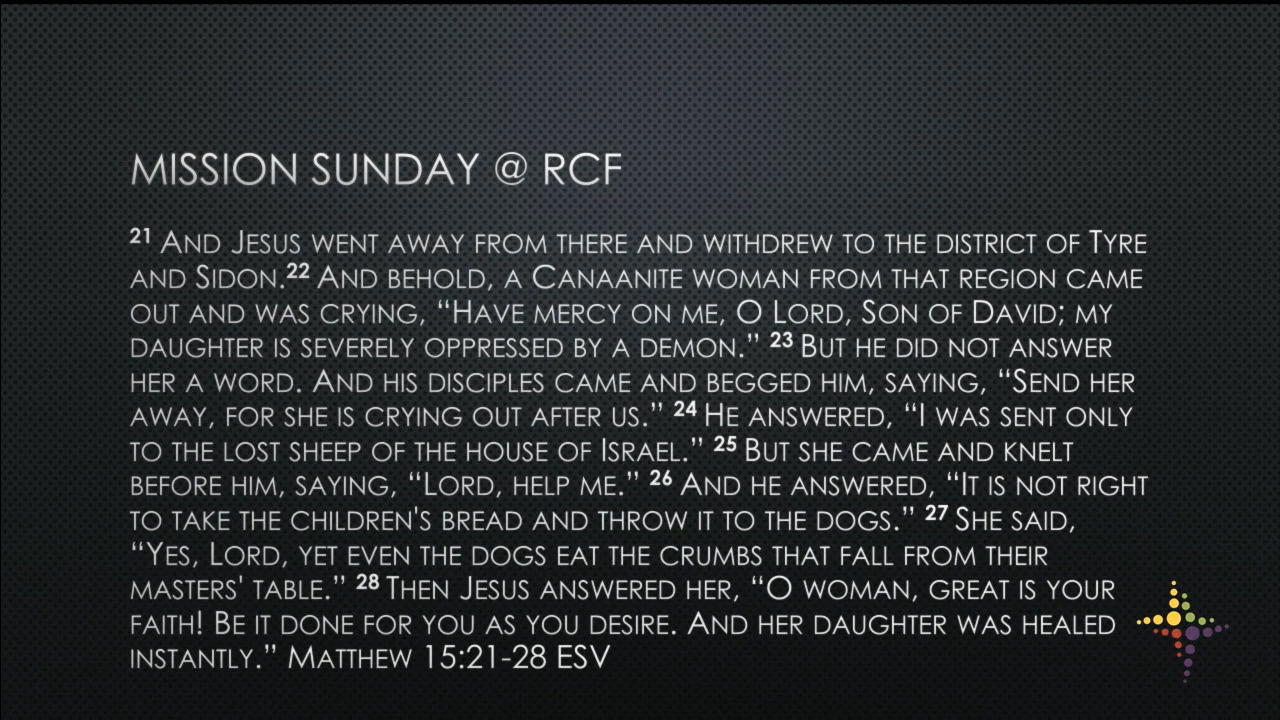 MISSION SUNDAY @ RCF
21 AND JESUS WENT AWAY FROM THERE AND WITHDREW TO THE DISTRICT OF TYRE
AND SIDON.22 AND BEHOLD, A CANAANITE WOMAN FROM THAT REGION CAME
OUT AND WAS CRYING, “HAVE MERCY ON ME, O LORD, SON OF DAVID; MY
DAUGHTER IS SEVERELY OPPRESSED BY A DEMON.” 23 BUT HE DID NOT ANSWER
HER A WORD. AND HIS DISCIPLES CAME AND BEGGED HIM, SAYING, “SEND HER
AWAY, FOR SHE IS CRYING OUT AFTER US.” 24 HE ANSWERED, “I WAS SENT ONLY
TO THE LOST SHEEP OF THE HOUSE OF ISRAEL.” 25 BUT SHE CAME AND KNELT
BEFORE HIM, SAYING, “LORD, HELP ME.” 26 AND HE ANSWERED, “IT IS NOT RIGHT
TO TAKE THE CHILDREN'S BREAD AND THROW IT TO THE DOGS.” 27 SHE SAID,
“YES, LORD, YET EVEN THE DOGS EAT THE CRUMBS THAT FALL FROM THEIR
MASTERS' TABLE.” 28 THEN JESUS ANSWERED HER, “O WOMAN, GREAT IS YOUR
FAITH! BE IT DONE FOR YOU AS YOU DESIRE. AND HER DAUGHTER WAS HEALED
INSTANTLY.” MATTHEW 15:21-28 ESV